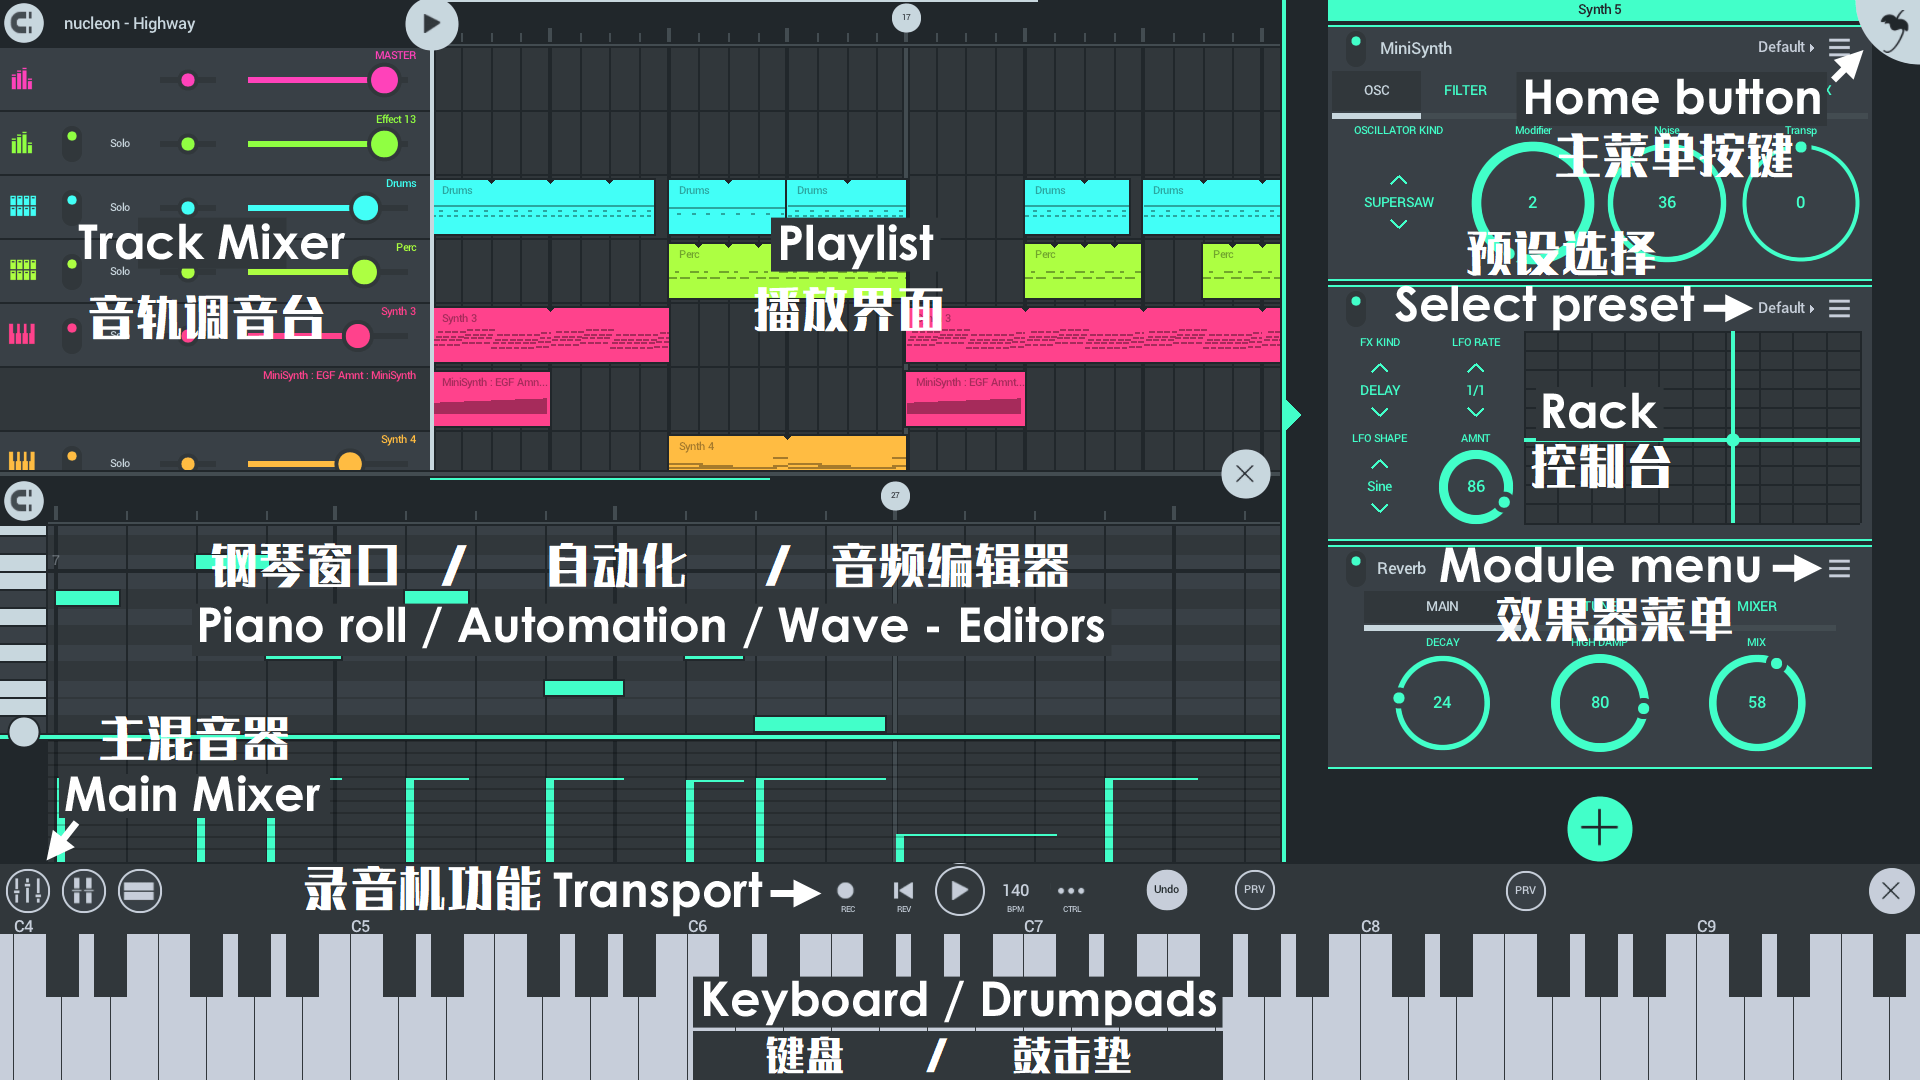 nucleon - Highway
17
Synth 5
MASTER
MiniSynth
Default
OSC
FILTER
Home button
主菜单按键
OSCILLATOR KIND
Modifier
Noise
Transp
SUPERSAW
2
36
0
Effect 13
Solo
Drums
Solo
Drums
Drums
Drums
Drums
Drums
Track Mixer
音轨调音台
Perc
Solo
Perc
Perc
Perc
Playlist
播放界面
预设选择
Select preset
Default
Synth 3
Synth 3
3
MiniSynth : EGF Amnt : MiniSynth
MiniSynth : EGF Amn...
MiniSynth : EGF Amnt...
Synth 4
Solo
Synth 4
FX KIND
LFO RATE
DELAY
1/1
LFO SHAPE
AMNT
Sine
86
Rack
控制台
27
7
钢琴窗口 / 自动化 / 音频编辑器
Piano roll / Automation / Wave - Editors
Reverb
Module menu
效果器菜单
MAIN
MIXER
DECAY
HIGH DAMP
MIX
24
80
58
主混音器
Main Mixer
录音机功能 Transport
REC
REV
140
BPM
CTRL
Undo
PRV
PRV
C4
C5
C6
C7
C8
C9
Keyboard / Drumpads
键盘 / 鼓击垫